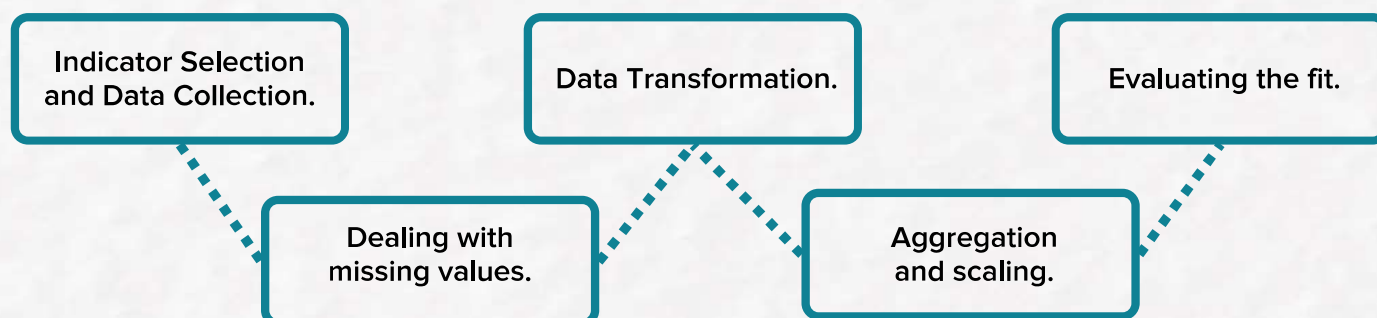 Indicator Selection
and Data Collection.
Dealing with
missing values.
Data Transformation.
Aggregation
and scaling.
Evaluating the fit.